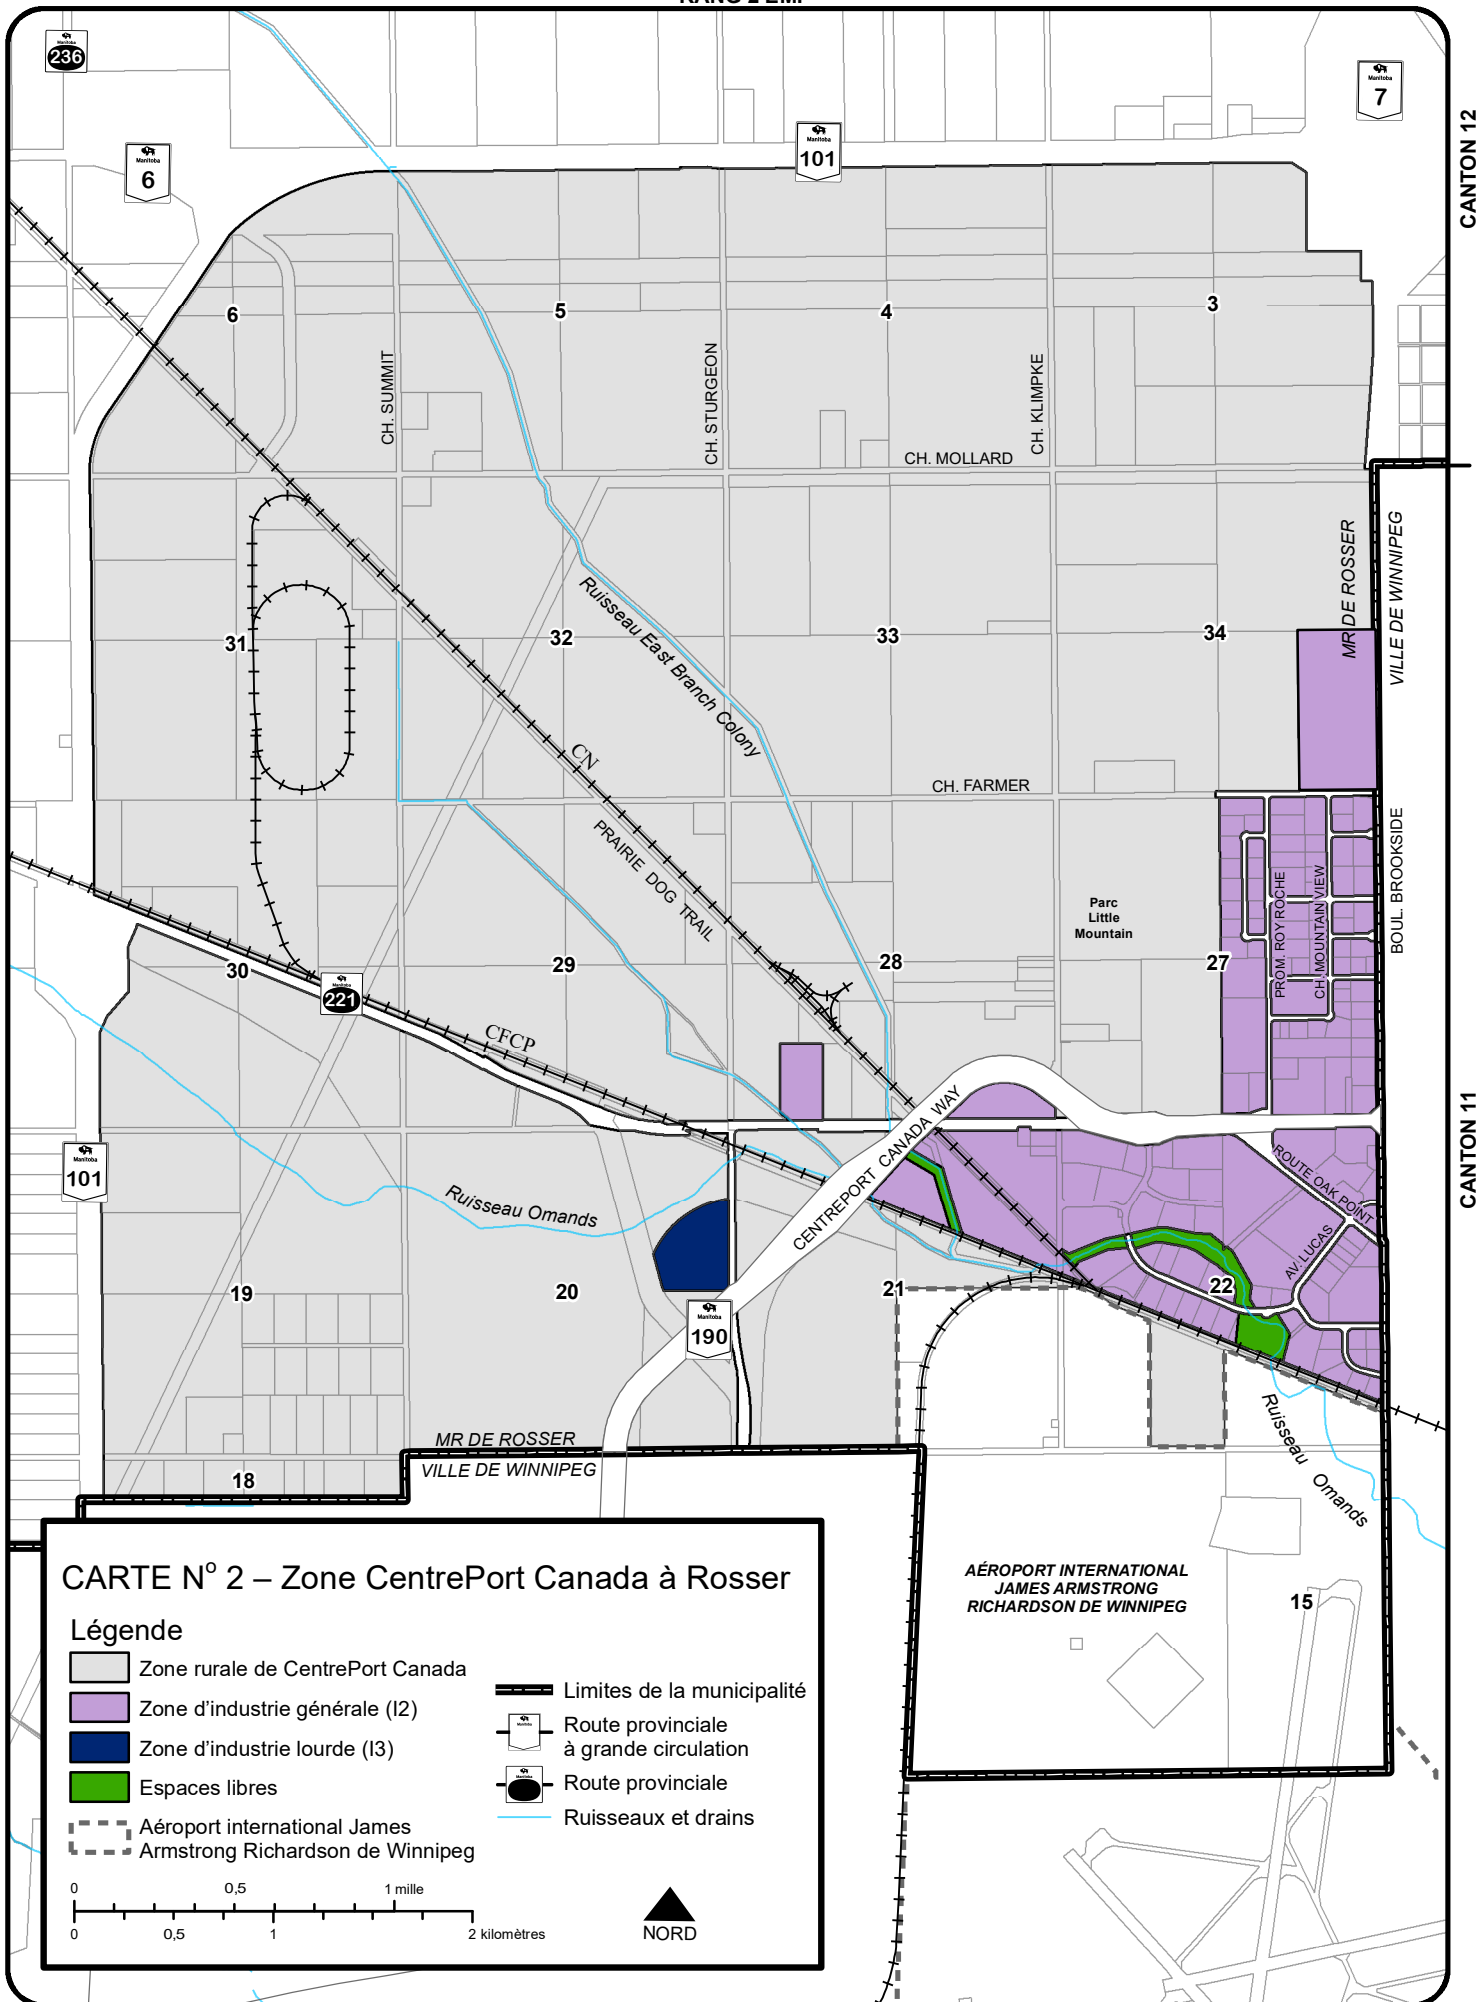 RANG 2 EMP
Manitoba
236
Manitoba
7
CANTON 12
Manitoba
101
Manitoba
6
6
5
4
3
CH. SUMMIT
CH. STURGEON
CH. KLIMPKE
CH. MOLLARD
MR DE ROSSER
VILLE DE WINNIPEG
Ruisseau East Branch Colony
31
32
33
34
CN
CH. FARMER
PRAIRIE DOG TRAIL
BOUL. BROOKSIDE
PROM. ROY ROCHE
CH. MOUNTAIN VIEW
Parc
Little
Mountain
30
29
28
27
Manitoba
221
CFCP
CENTREPORT CANADA WAY
CANTON 11
Manitoba
101
ROUTE OAK POINT
Ruisseau Omands
AV. LUCAS
19
20
21
22
Manitoba
190
Ruisseau Omands
MR DE ROSSER
VILLE DE WINNIPEG
18
AÉROPORT INTERNATIONAL
JAMES ARMSTRONG
RICHARDSON DE WINNIPEG
15
CARTE Nº 2 – Zone CentrePort Canada à Rosser
Légende
Zone rurale de CentrePort Canada
Zone d'industrie générale (I2)
Zone d'industrie lourde (I3)
Espaces libres
Aéroport international James
Armstrong Richardson de Winnipeg
Limites de la municipalité
Manitoba
Route provinciale
à grande circulation
Manitoba
Route provinciale
Ruisseaux et drains
0 0,5 1 mille
0 0,5 1 2 kilomètres
NORD